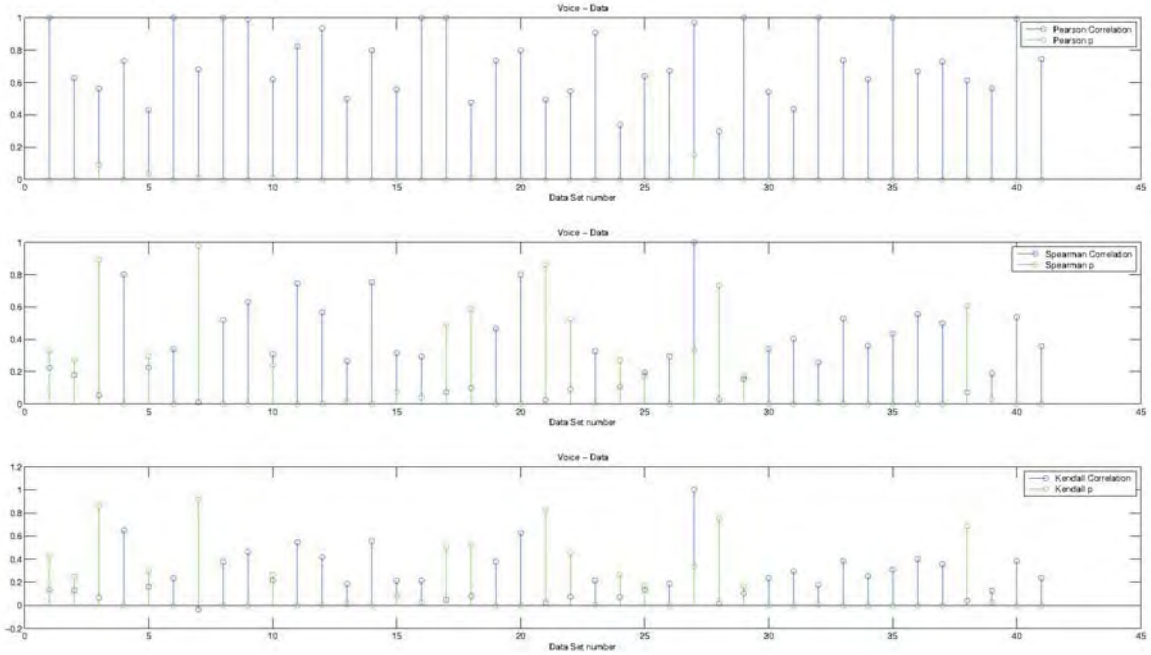 Voice - Data
1
0.8
0.6
0.4
0.2
0
Pearson Correlation
Pearson p
0 5 10 15 20 25 30 35 40 45
Data Set number
Voice - Data
1
0.8
0.6
0.4
0.2
0
Spearman Correlation
Spearman p
0 5 10 15 20 25 30 35 40 45
Data Set number
Voice - Data
1.2
1
0.8
0.6
0.4
0.2
0
-0.2
Kendall Correlation
Kendall p
0 5 10 15 20 25 30 35 40 45
Data Set number